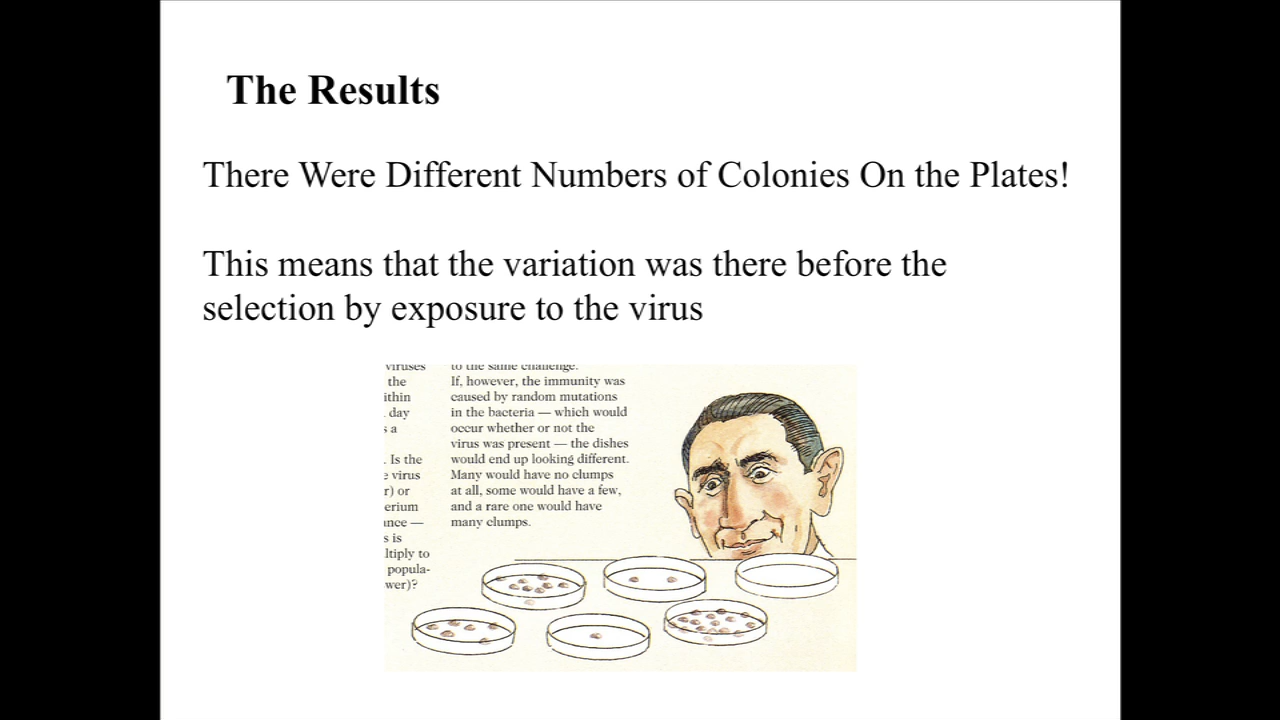 The Results
There Were Different Numbers of Colonies On the Plates!
This means that the variation was there before the
selection by exposure to the virus
viruses
the
ithin
day
s a
. Is the
e virus
r) or
erium
ance —
s is
ltiply to
popula-
wer)?
to the same challenge.
If, however, the immunity was
caused by random mutations
in the bacteria — which would
occur whether or not the
virus was present — the dishes
would end up looking different.
Many would have no clumps
at all, some would have a few,
and a rare one would have
many clumps.